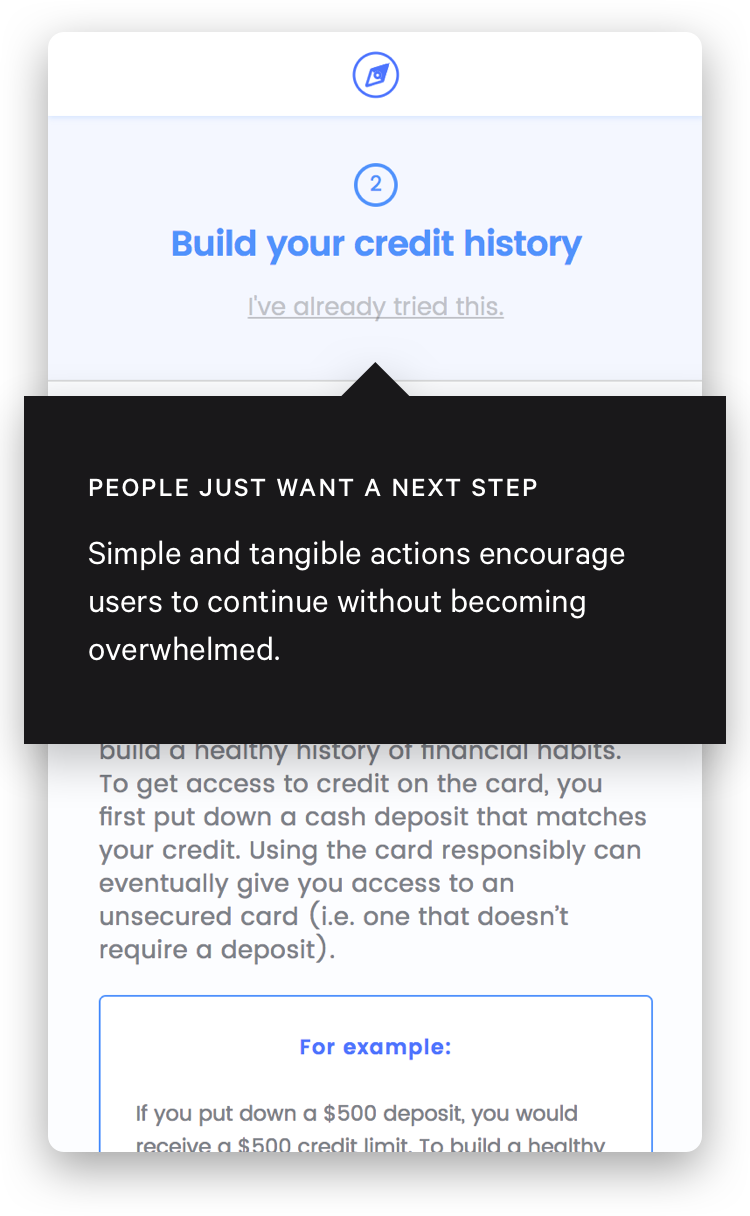 2
Build your credit history
I've already tried this.
PEOPLE JUST WANT A NEXT STEP
Simple and tangible actions encourage
users to continue without becoming
overwhelmed.
build a healthy history of financial habits.
To get access to credit on the card, you
first put down a cash deposit that matches
your credit. Using the card responsibly can
eventually give you access to an
unsecured card (i.e. one that doesn’t
require a deposit).
For example:
If you put down a $500 deposit, you would
receive a $500 credit limit. To build a healthy